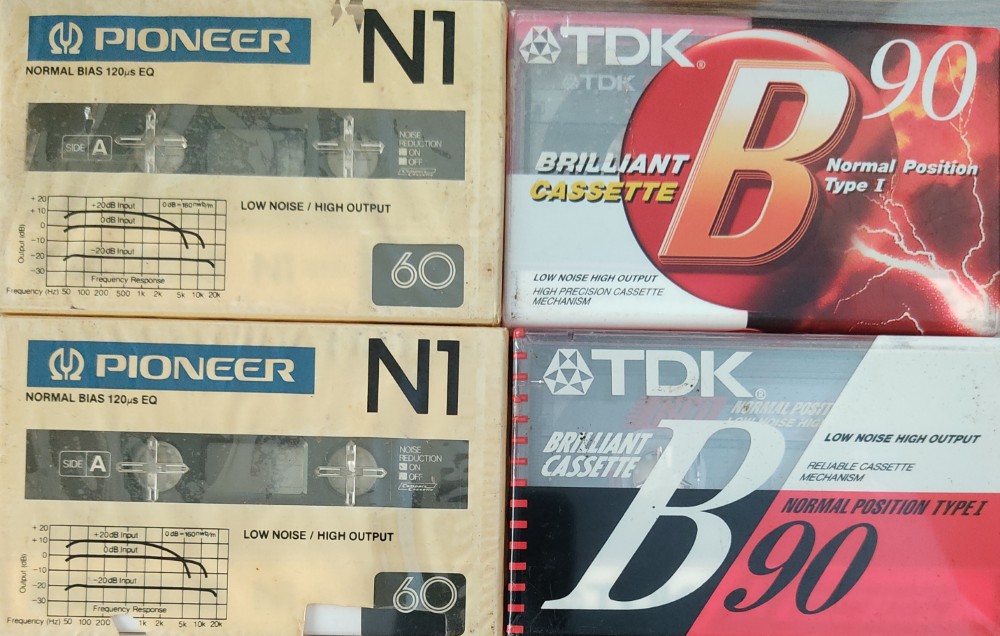 PIONEER
N1
NORMAL BIAS 120µs EQ
SIDE A
NOISE
REDUCTION
ON
OFF
LOW NOISE / HIGH OUTPUT
+20
+10
0
-10
-20
-30
Output (dB)
+20dB Input
0dB=160nwb/m
0dB Input
-20dB Input
Frequency Response
Frequency (Hz) 50 100 200 500 1k 2k 5k 10k 20k
60
TDK®
TDK
B
90
BRILLIANT
CASSETTE
Normal Position
Type I
LOW NOISE HIGH OUTPUT
HIGH PRECISION CASSETTE
MECHANISM
PIONEER
N1
NORMAL BIAS 120µs EQ
SIDE A
NOISE
REDUCTION
ON
OFF
LOW NOISE / HIGH OUTPUT
+20
+10
0
-10
-20
-30
Output (dB)
+20dB Input
0dB=160nwb/m
0dB Input
-20dB Input
Frequency Response
Frequency (Hz) 50 100 200 1k 2k 5k 10k 20k
60
TDK®
NORMAL POSIT
LOW NOISE HIGH
BRILLIANT
CASSETTE
B
90
LOW NOISE HIGH OUTPUT
RELIABLE CASSETTE
MECHANISM
NORMAL POSITION TYPE I